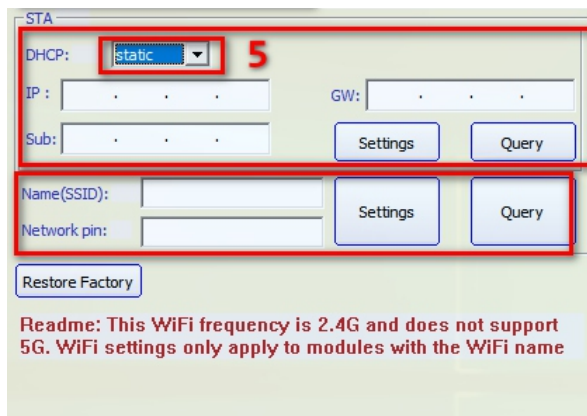 STA
DHCP: static 5
IP : . . . GW: . . .
Sub: . . . Settings Query
Name(SSID): Settings Query
Network pin:
Restore Factory
Readme: This WiFi frequency is 2.4G and does not support
5G. WiFi settings only apply to modules with the WiFi name